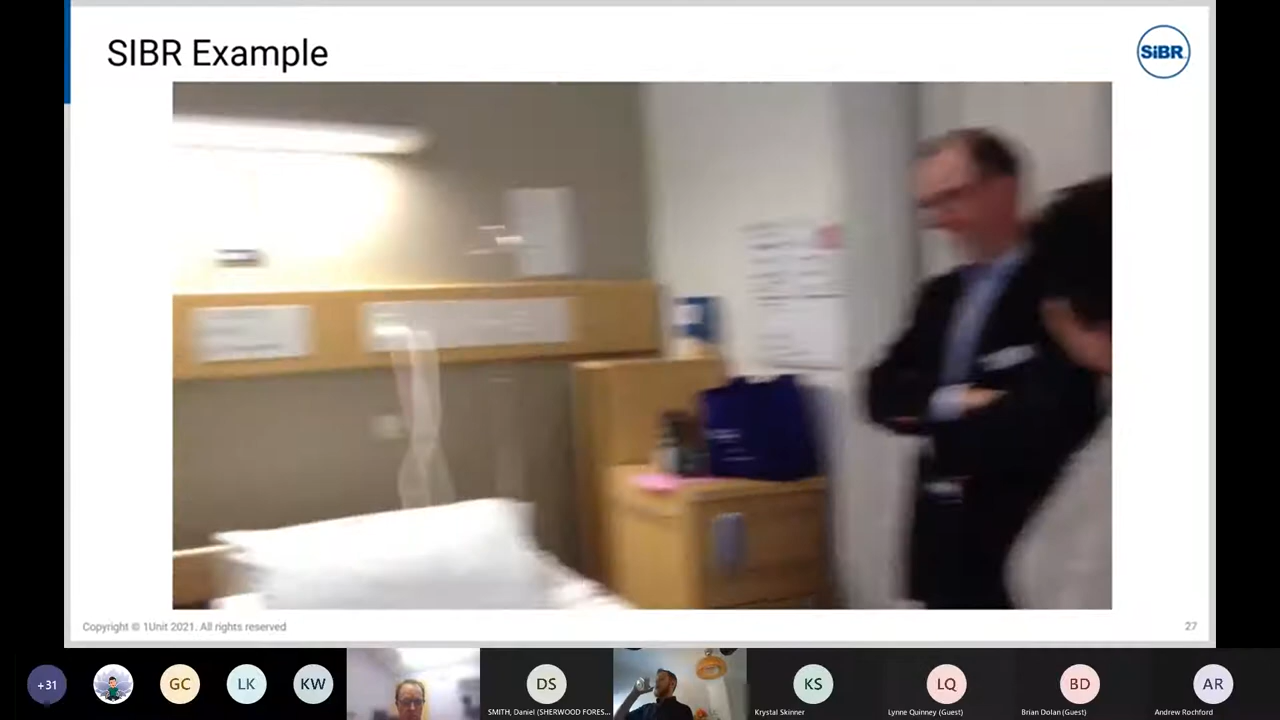 SIBR Example
SiBR
Copyright © 1Unit 2021. All rights reserved
27
+31
GC
LK
KW
DS
SMITH, Daniel (SHERWOOD FORES...
KS
Krystal Skinner
LQ
Lynne Quinney (Guest)
BD
Brian Dolan (Guest)
AR
Andrew Rochford